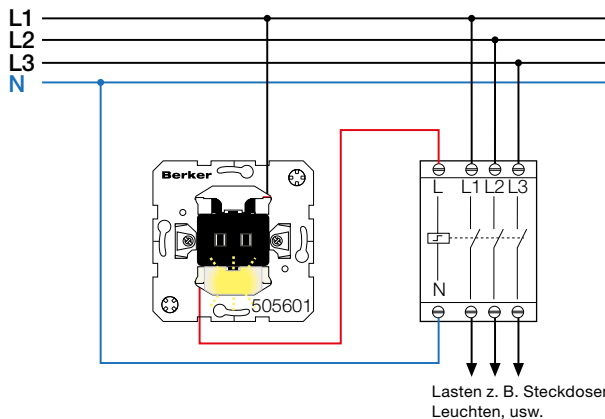 L1
L2
L3
N
Berker
505601
L L1 L2 L3
N
Lasten z. B. Steckdosen
Leuchten, usw.